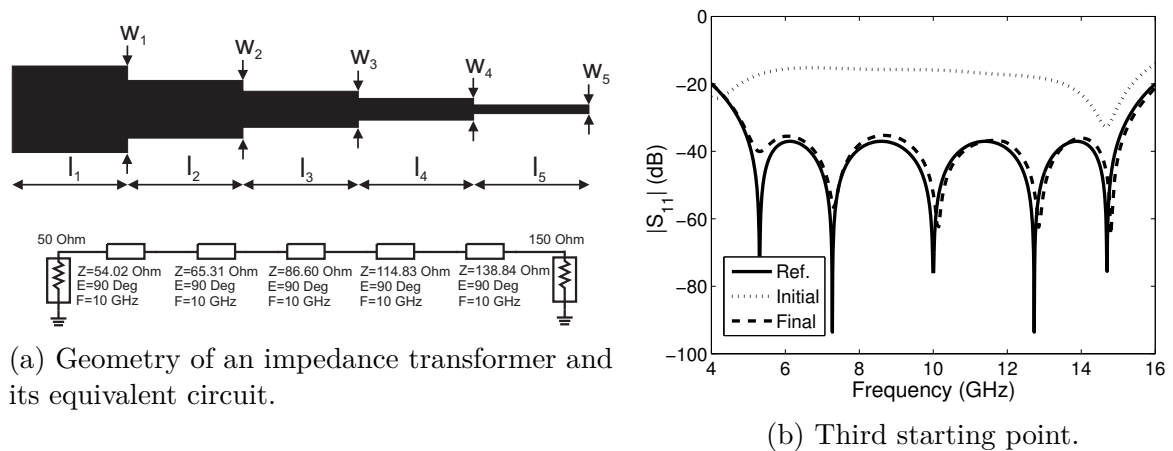 W1
W2
W3
W4
W5
l1
l2
l3
l4
l5
50 Ohm
150 Ohm
Z=54.02 Ohm
E=90 Deg
F=10 GHz
Z=65.31 Ohm
E=90 Deg
F=10 GHz
Z=86.60 Ohm
E=90 Deg
F=10 GHz
Z=114.83 Ohm
E=90 Deg
F=10 GHz
Z=138.84 Ohm
E=90 Deg
F=10 GHz
(a) Geometry of an impedance transformer and
its equivalent circuit.
0
−20
−40
−60
−80
−100
|S11| (dB)
Ref.
Initial
Final
4 6 8 10 12 14 16
Frequency (GHz)
(b) Third starting point.